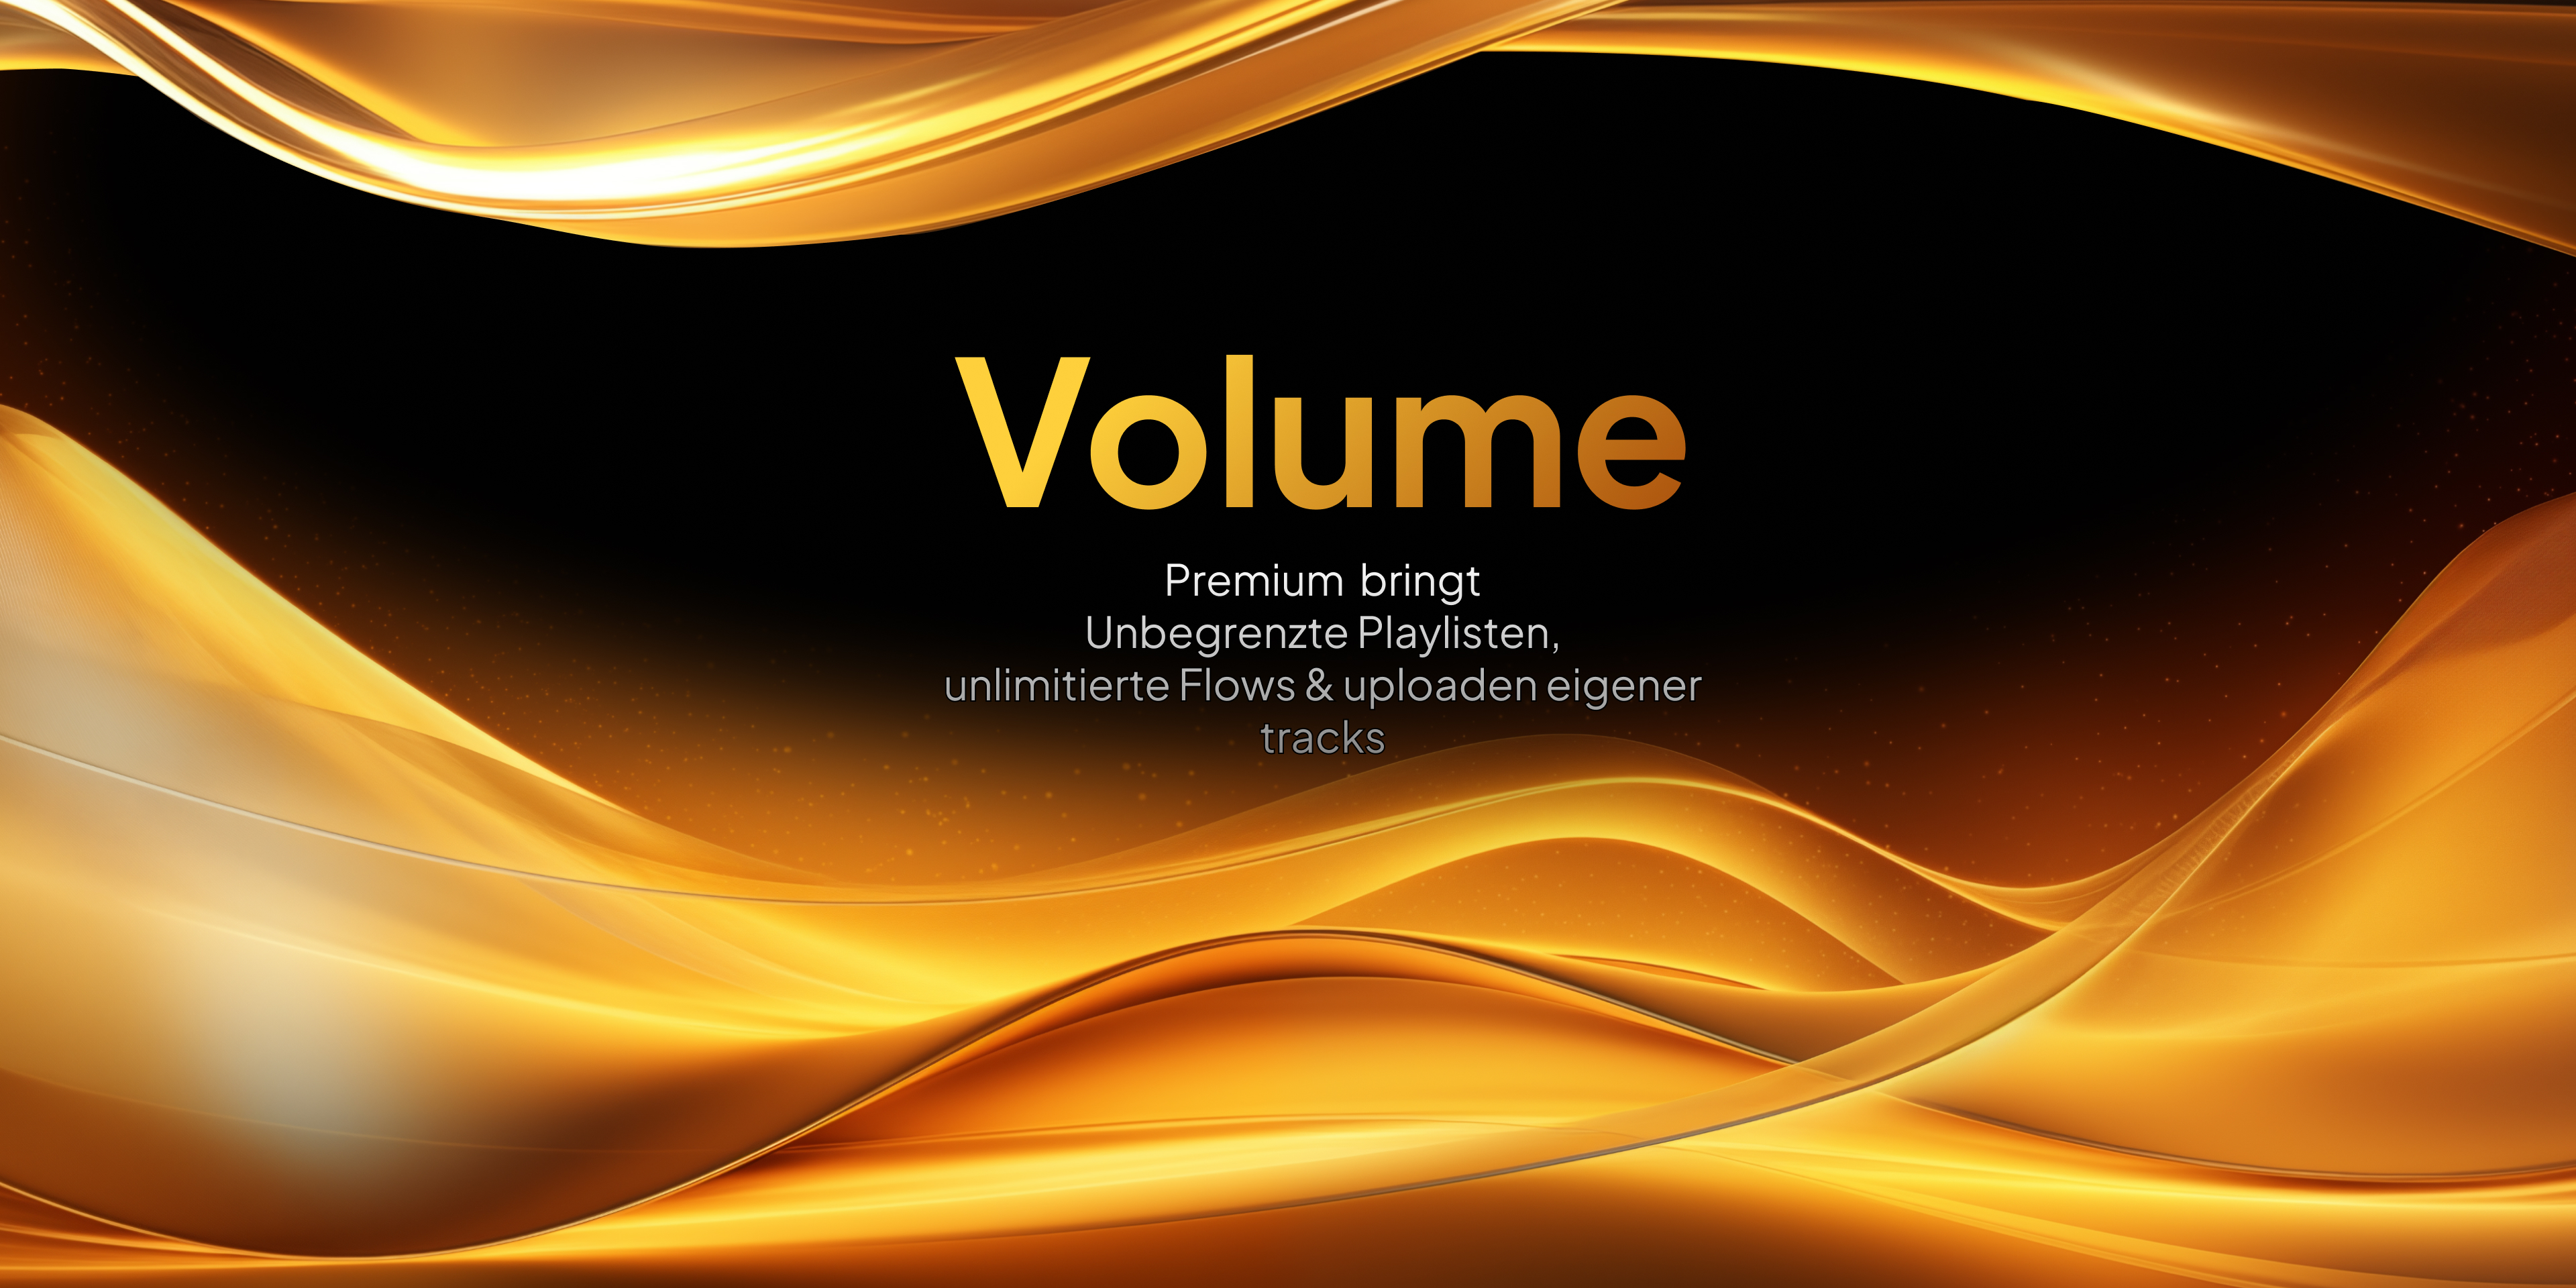 Volume
Premium bringt
Unbegrenzte Playlisten,
unlimitierte Flows & uploaden eigener
tracks